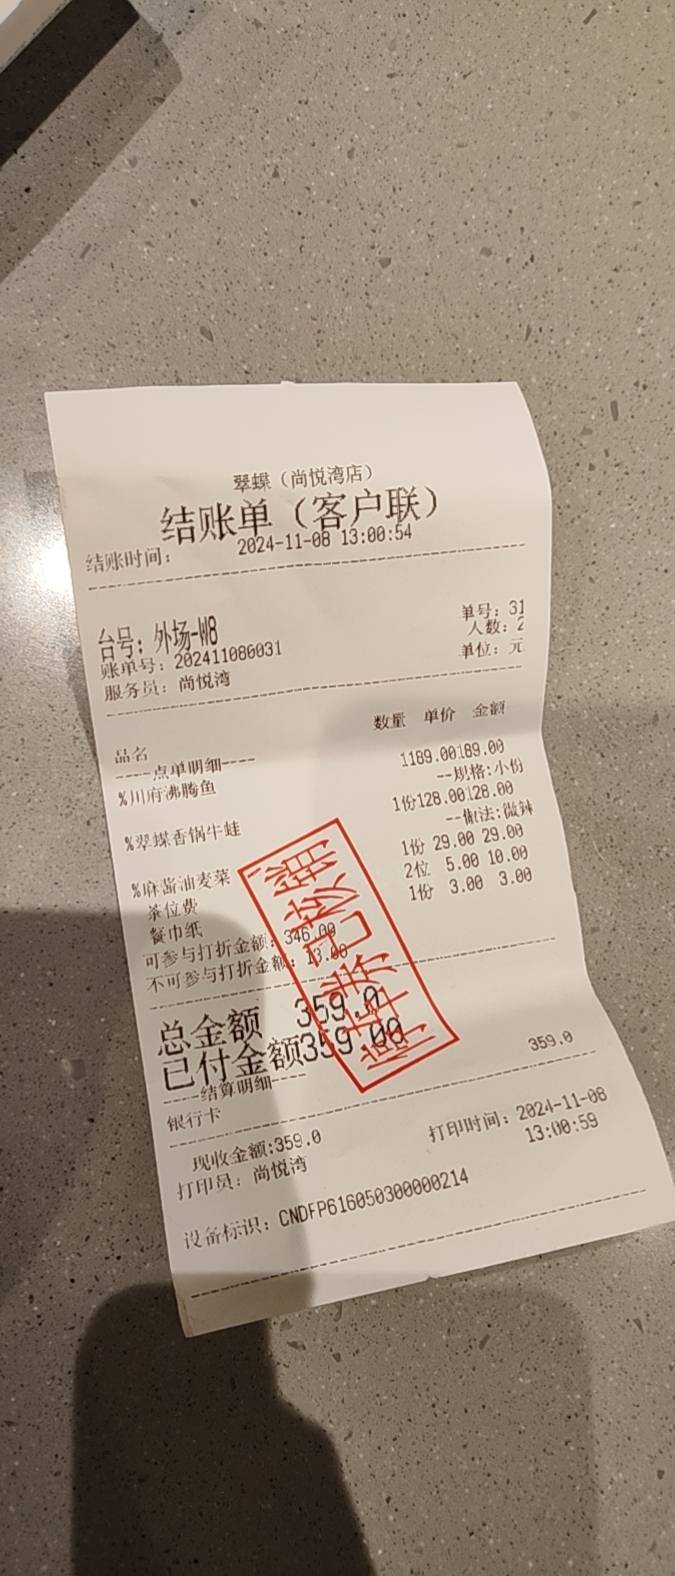 翠蝶（尚悦湾店）
结账单（客户联）
结账时间： 2024-11-08 13:00:54
台号：外场-W8
单号：31
账单号：202411080031
人数：2
服务员：尚悦湾
单位：元
品名 数量 单价 金额
----点单明细----
%川府沸腾鱼 1189.00189.00
--规格:小份
%翠蝶香锅牛蛙 1份128.00128.00
--做法:微辣
%麻酱油麦菜 1份 29.00 29.00
茶位费 2位 5.00 10.00
餐巾纸 1份 3.00 3.00
可参与打折金额：346.00
不可参与打折金额：13.00
总金额 359.0
已付金额359.00
----结算明细----
银行卡 359.0
现收金额:359.0
打印员：尚悦湾
打印时间：2024-11-08
13:00:59
设备标识：CNDFP616050300000214
已核销